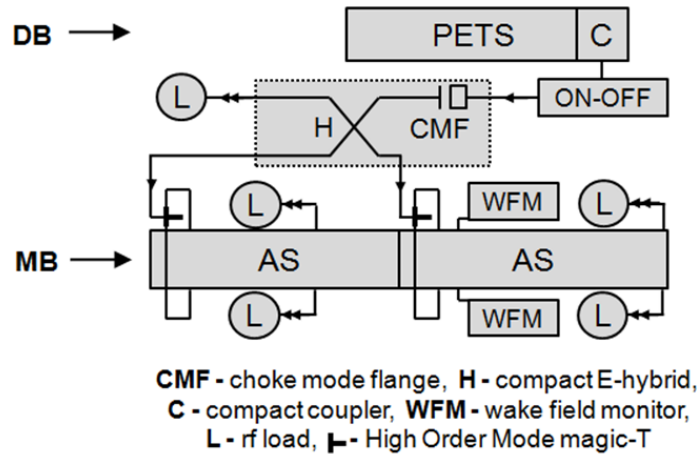 DB
PETS C
L
ON-OFF
H
CMF
L
WFM
L
MB
AS
AS
L
WFM
L
CMF - choke mode flange, H - compact E-hybrid,
C - compact coupler, WFM - wake field monitor,
L - rf load, - High Order Mode magic-T